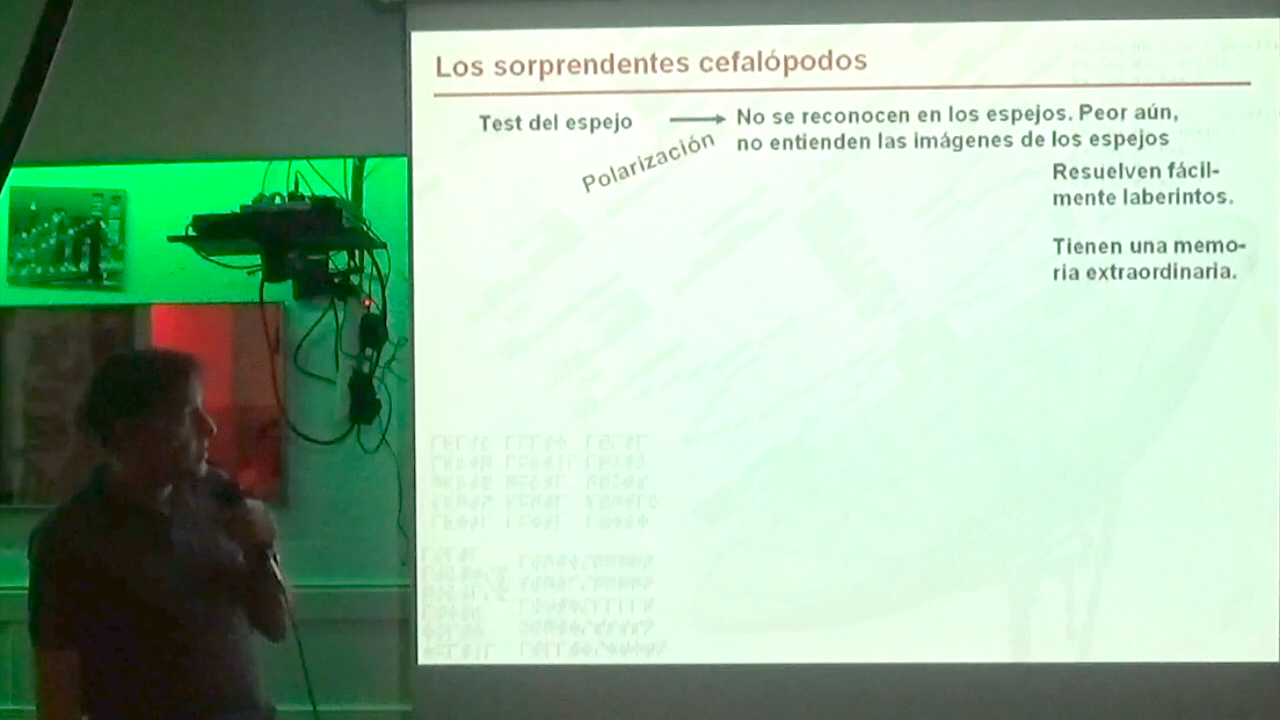 Los sorprendentes cefalópodos
Test del espejo
No se reconocen en los espejos. Peor aún,
no entienden las imágenes de los espejos
Polarización
Resuelven fácil-
mente laberintos.
Tienen una memo-
ria extraordinaria.